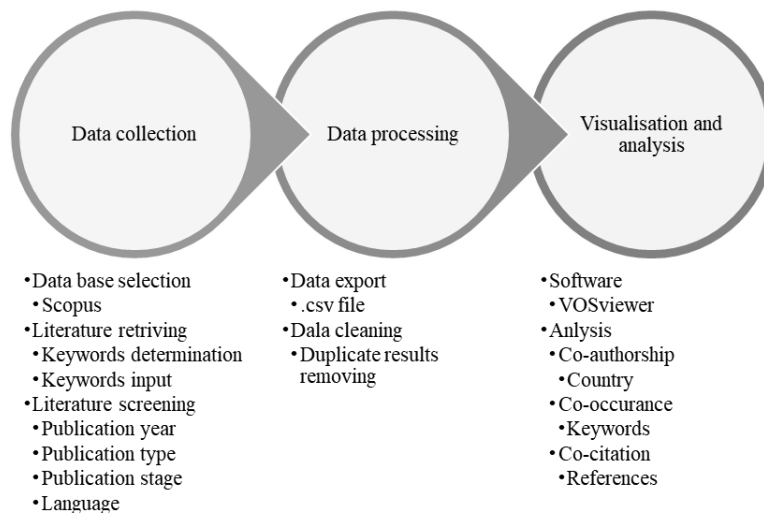 Data collection
Data processing
Visualisation and
analysis
•Data base selection
•Scopus
•Literature retriving
•Keywords determination
•Keywords input
•Literature screening
•Publication year
•Publication type
•Publication stage
•Language
•Data export
•.csv file
•Dala cleaning
•Duplicate results
removing
•Software
•VOSviewer
•Anlysis
•Co-authorship
•Country
•Co-occurance
•Keywords
•Co-citation
•References